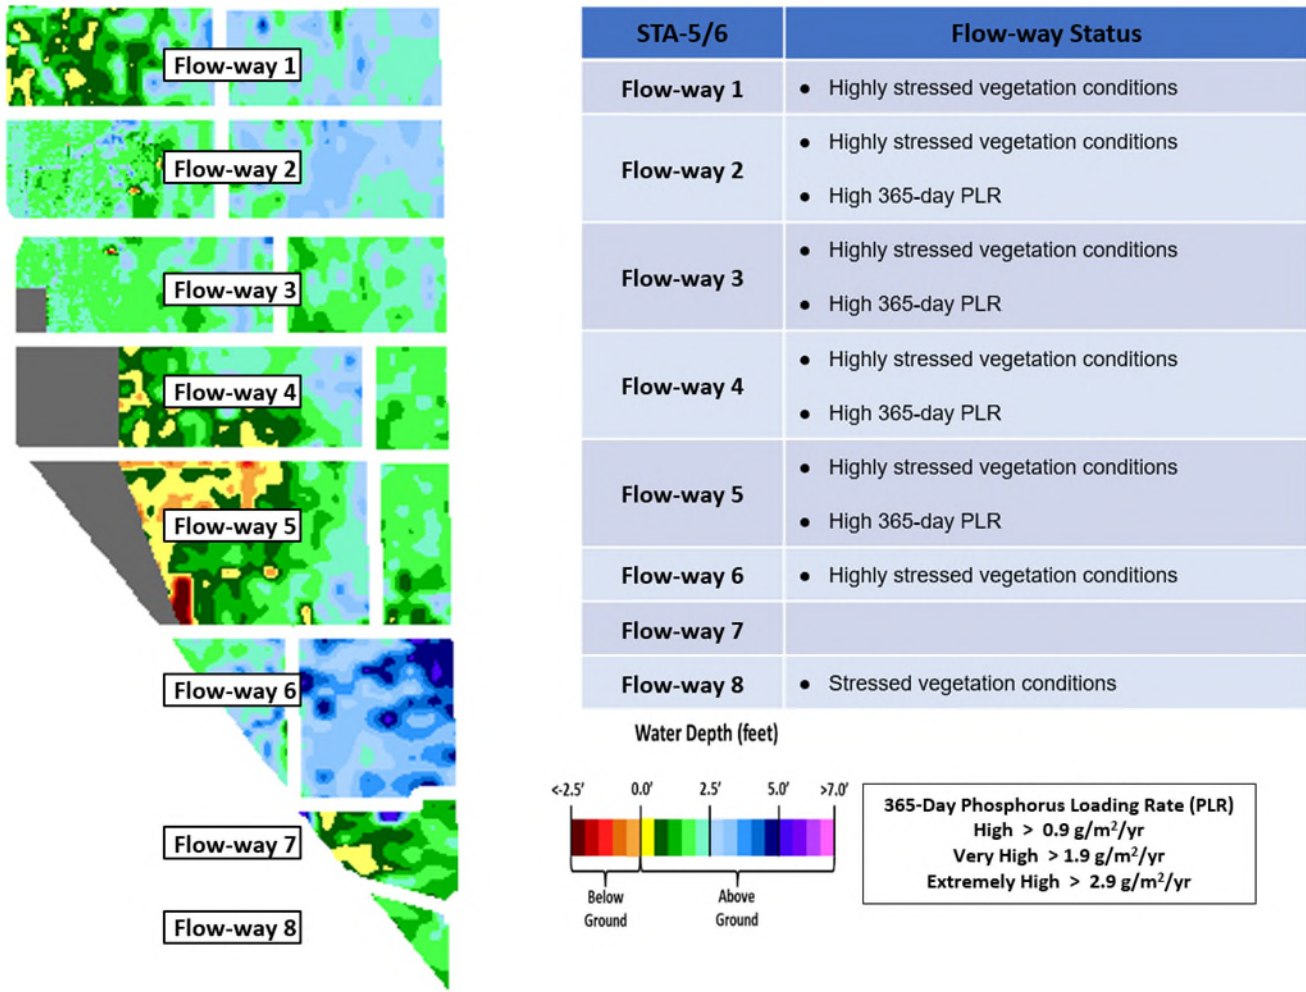 Flow-way 1
Flow-way 2
Flow-way 3
Flow-way 4
Flow-way 5
Flow-way 6
Flow-way 7
Flow-way 8
STA-5/6 Flow-way Status
Flow-way 1 • Highly stressed vegetation conditions
Flow-way 2 • Highly stressed vegetation conditions
• High 365-day PLR
Flow-way 3 • Highly stressed vegetation conditions
• High 365-day PLR
Flow-way 4 • Highly stressed vegetation conditions
• High 365-day PLR
Flow-way 5 • Highly stressed vegetation conditions
• High 365-day PLR
Flow-way 6 • Highly stressed vegetation conditions
Flow-way 7
Flow-way 8 • Stressed vegetation conditions
Water Depth (feet)
<-2.5' 0.0' 2.5' 5.0' >7.0'
Below
Ground
Above
Ground
365-Day Phosphorus Loading Rate (PLR)
High > 0.9 g/m²/yr
Very High > 1.9 g/m²/yr
Extremely High > 2.9 g/m²/yr